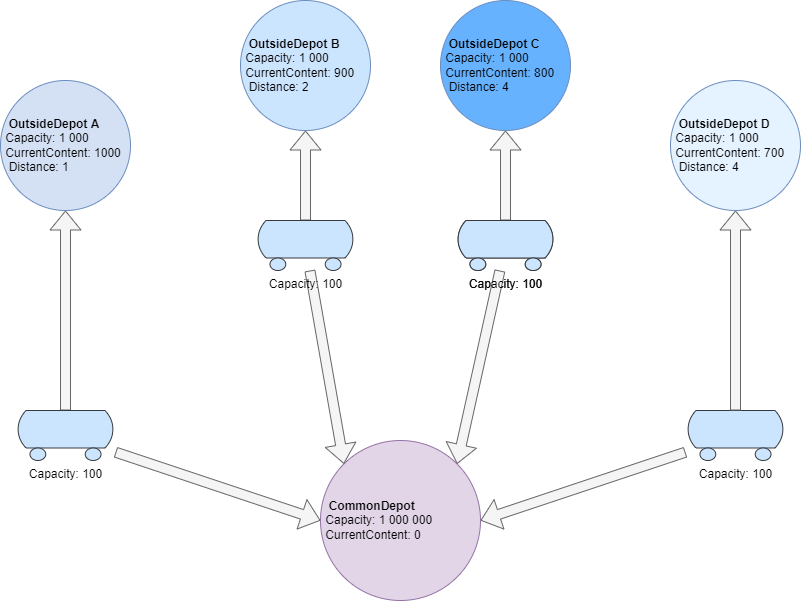 OutsideDepot B
Capacity: 1 000
CurrentContent: 900
Distance: 2
OutsideDepot C
Capacity: 1 000
CurrentContent: 800
Distance: 4
OutsideDepot A
Capacity: 1 000
CurrentContent: 1000
Distance: 1
OutsideDepot D
Capacity: 1 000
CurrentContent: 700
Distance: 4
Capacity: 100
Capacity: 100
Capacity: 100
Capacity: 100
CommonDepot
Capacity: 1 000 000
CurrentContent: 0